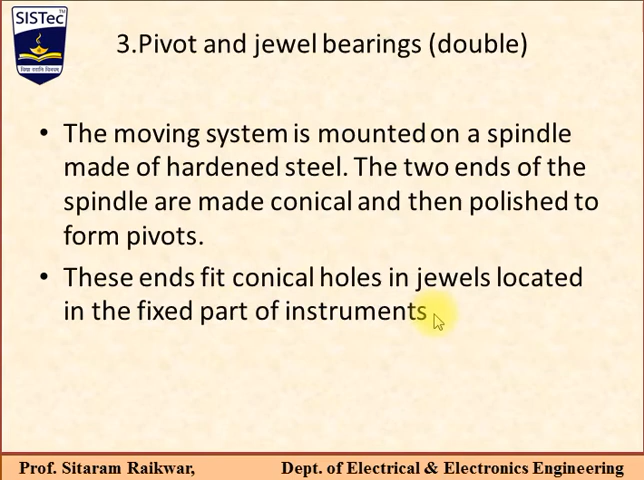 SISTec
TM
3.Pivot and jewel bearings (double)
• The moving system is mounted on a spindle
made of hardened steel. The two ends of the
spindle are made conical and then polished to
form pivots.
• These ends fit conical holes in jewels located
in the fixed part of instruments
Prof. Sitaram Raikwar,
Dept. of Electrical & Electronics Engineering